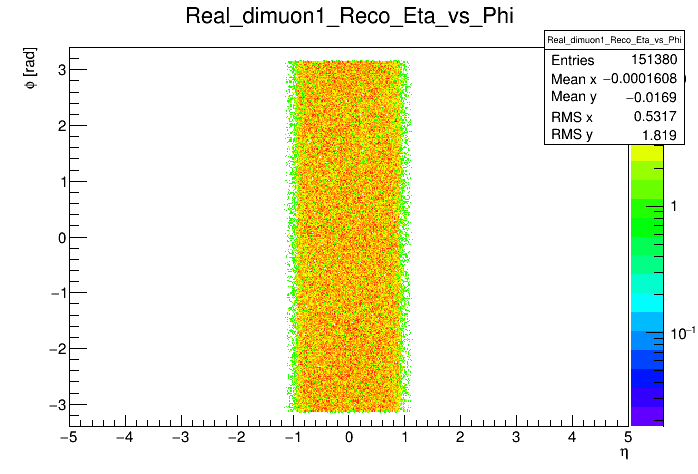 Real_dimuon1_Reco_Eta_vs_Phi
Real_dimuon1_Reco_Eta_vs_Phi
Entries 151380
Mean x −0.0001608
Mean y −0.0169
RMS x 0.5317
RMS y 1.819
ϕ [rad]
3
2
1
0
−1
−2
−3
−5 −4 −3 −2 −1 0 1 2 3 4 5
η
1
10⁻¹